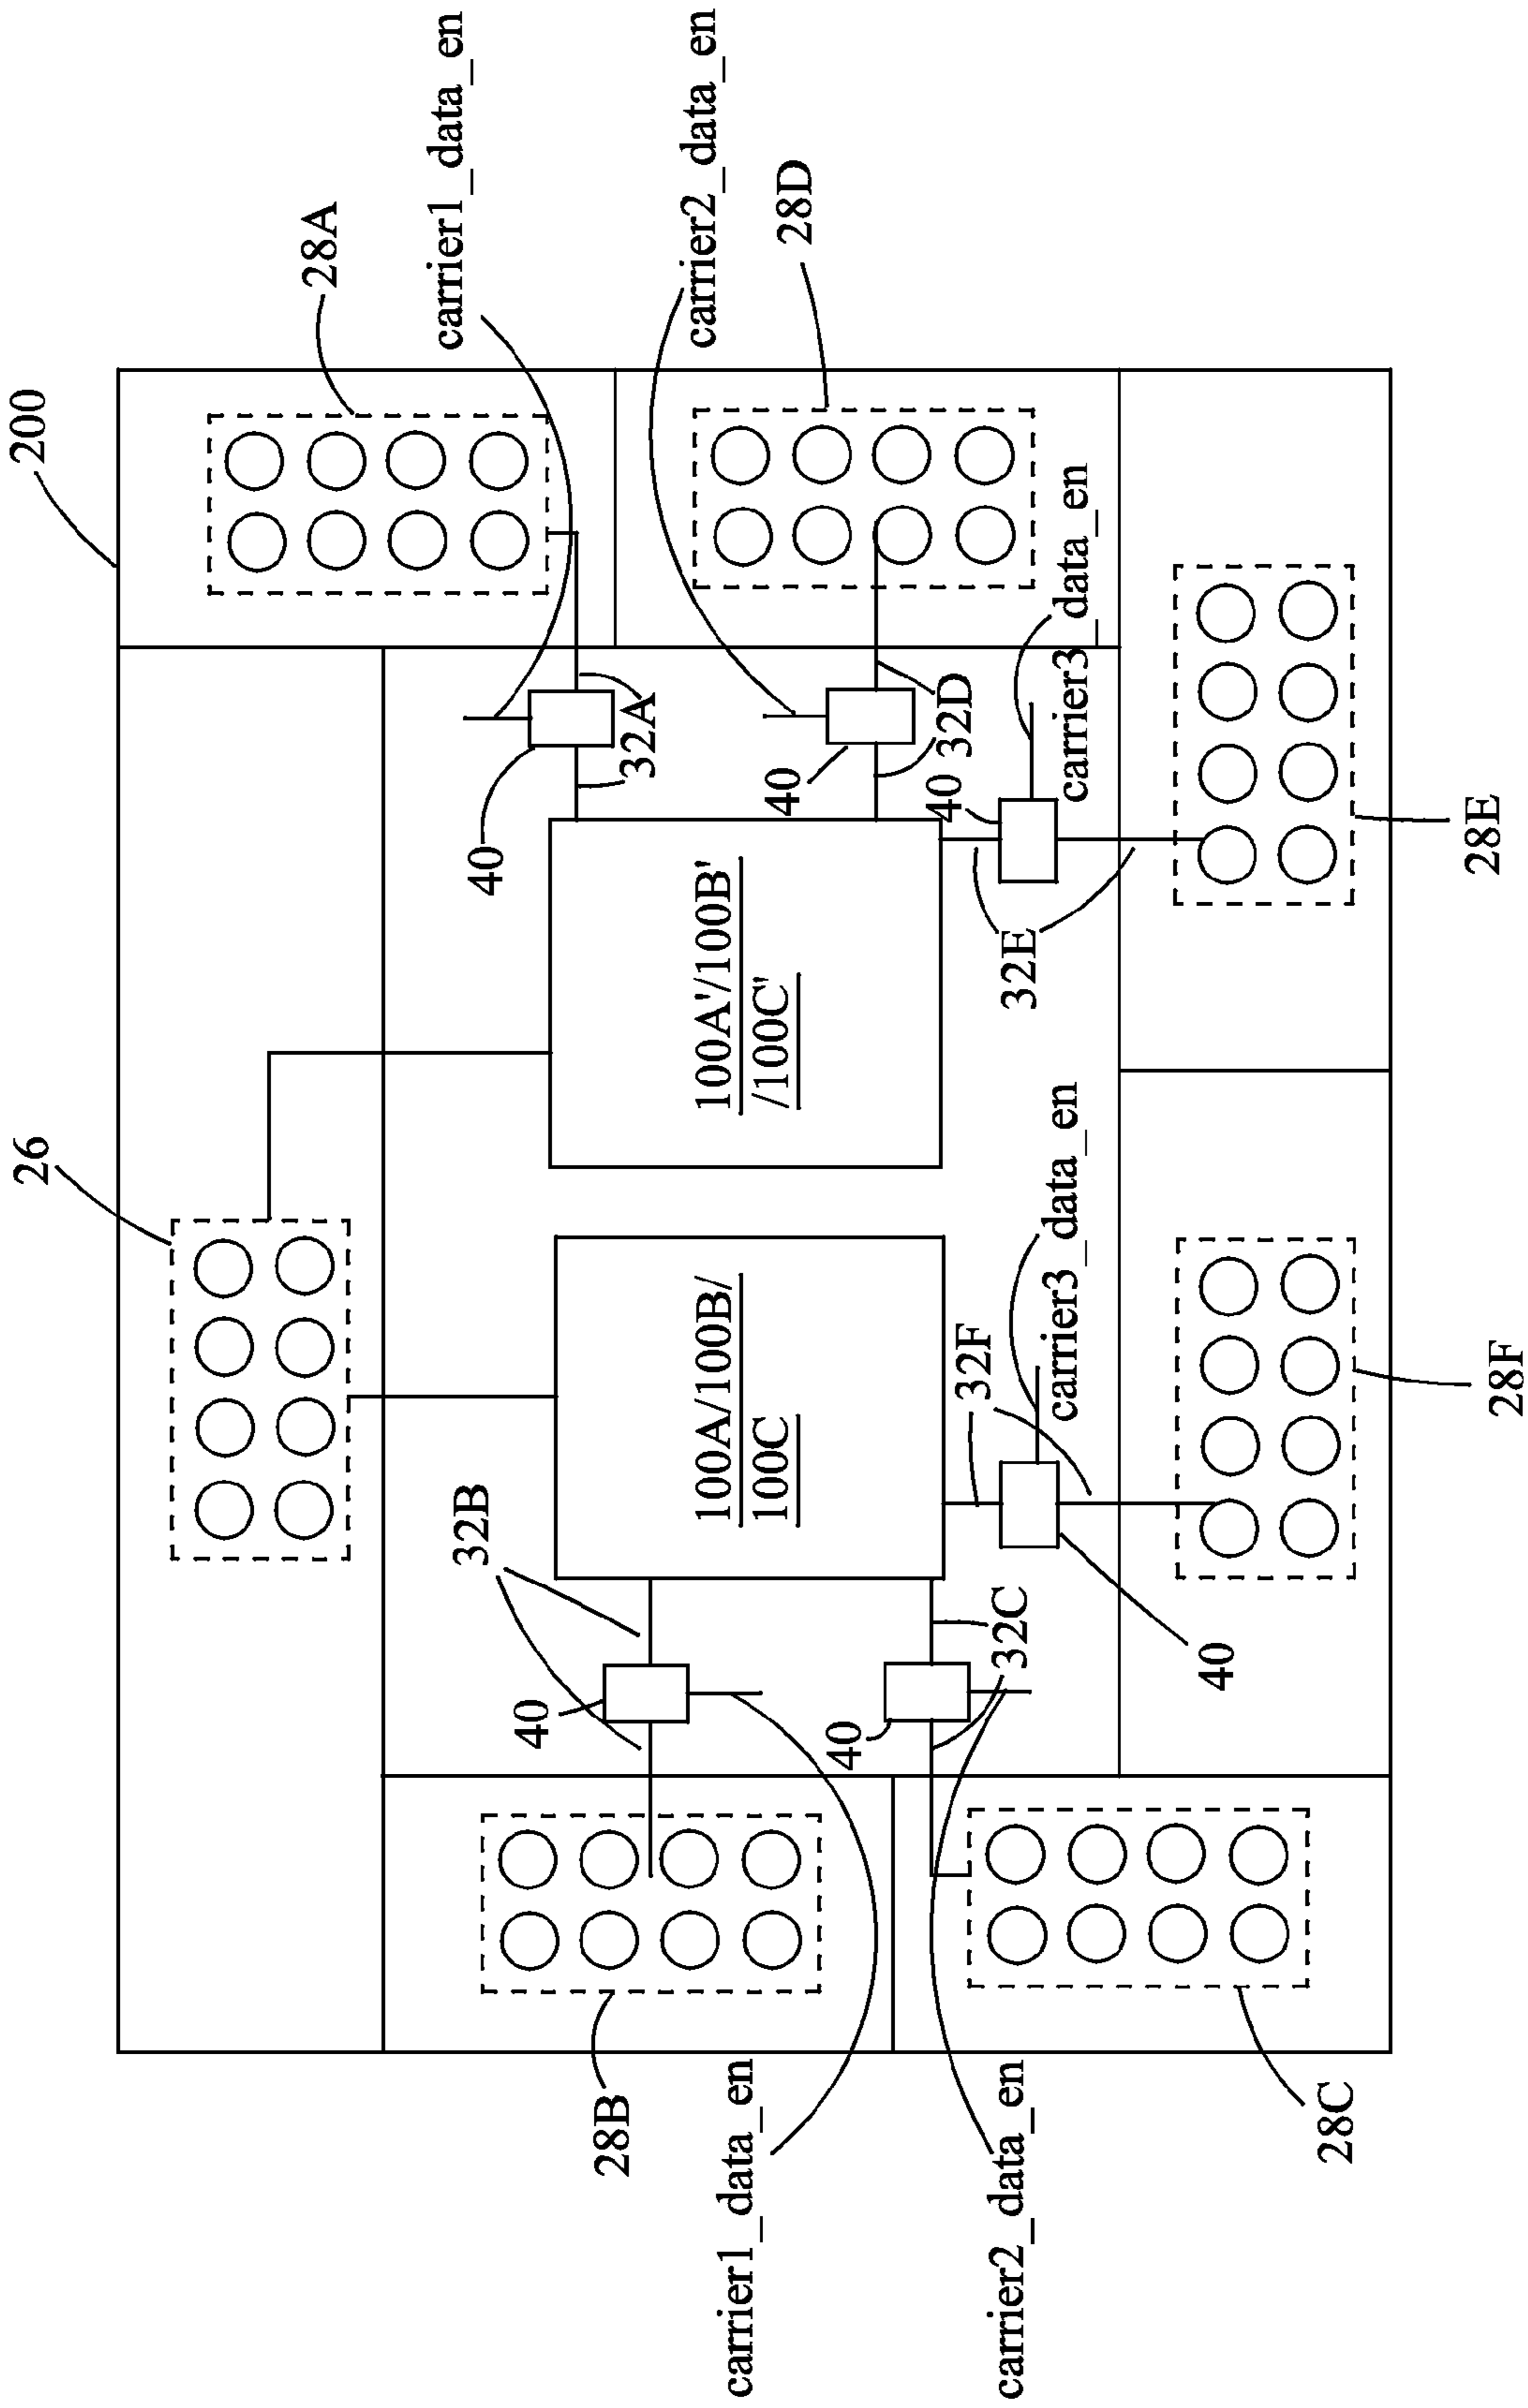 26
200
28A
carrier1_data_en
32B
40
40
28B
32A
carrier2_data_en
100A/100B/
100C
100A'/100B'
/100C'
carrier1_data_en
40
28D
40
40
32D
32F
carrier2_data_en
32C
32E
carrier3_data_en
carrier3_data_en
40
28C
28E
28F